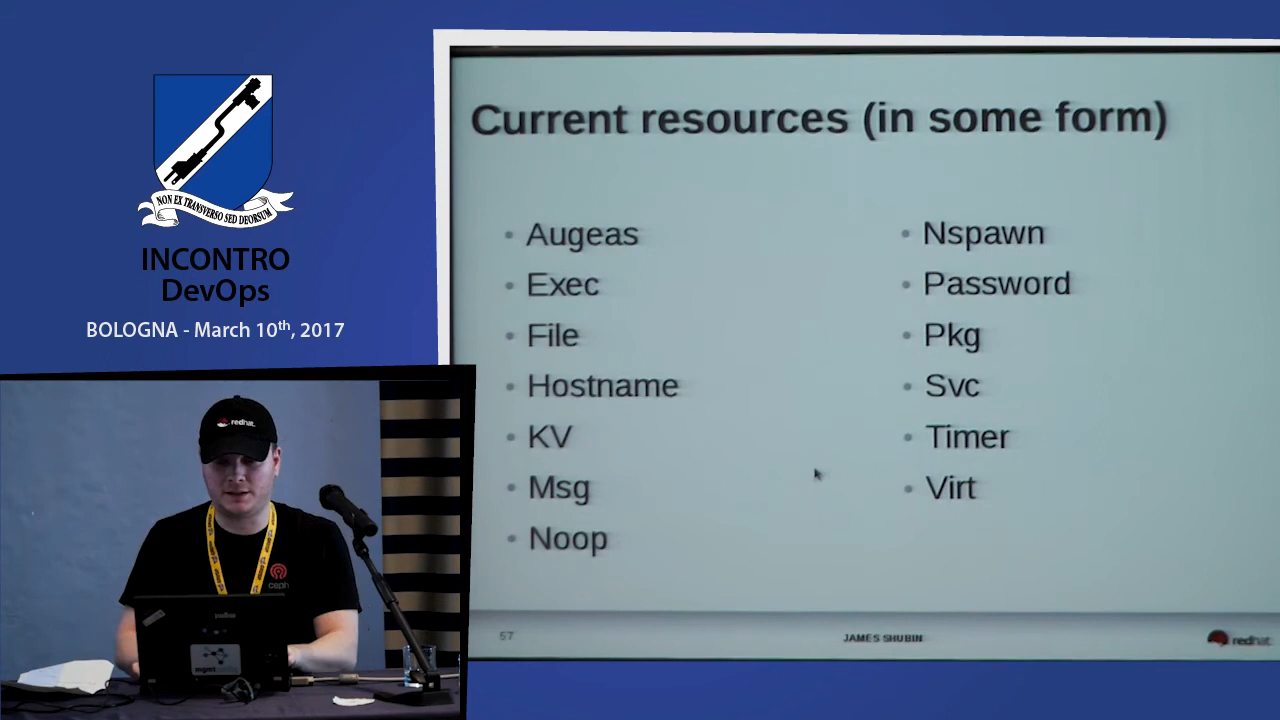 NON EX TRANSVERSO SED DEORSUM
INCONTRO
DevOps
BOLOGNA - March 10th, 2017
Current resources (in some form)
• Augeas
• Exec
• File
• Hostname
• KV
• Msg
• Noop
• Nspawn
• Password
• Pkg
• Svc
• Timer
• Virt
57
JAMES SHUBIN
redhat.
redhat.
ceph
mgmt